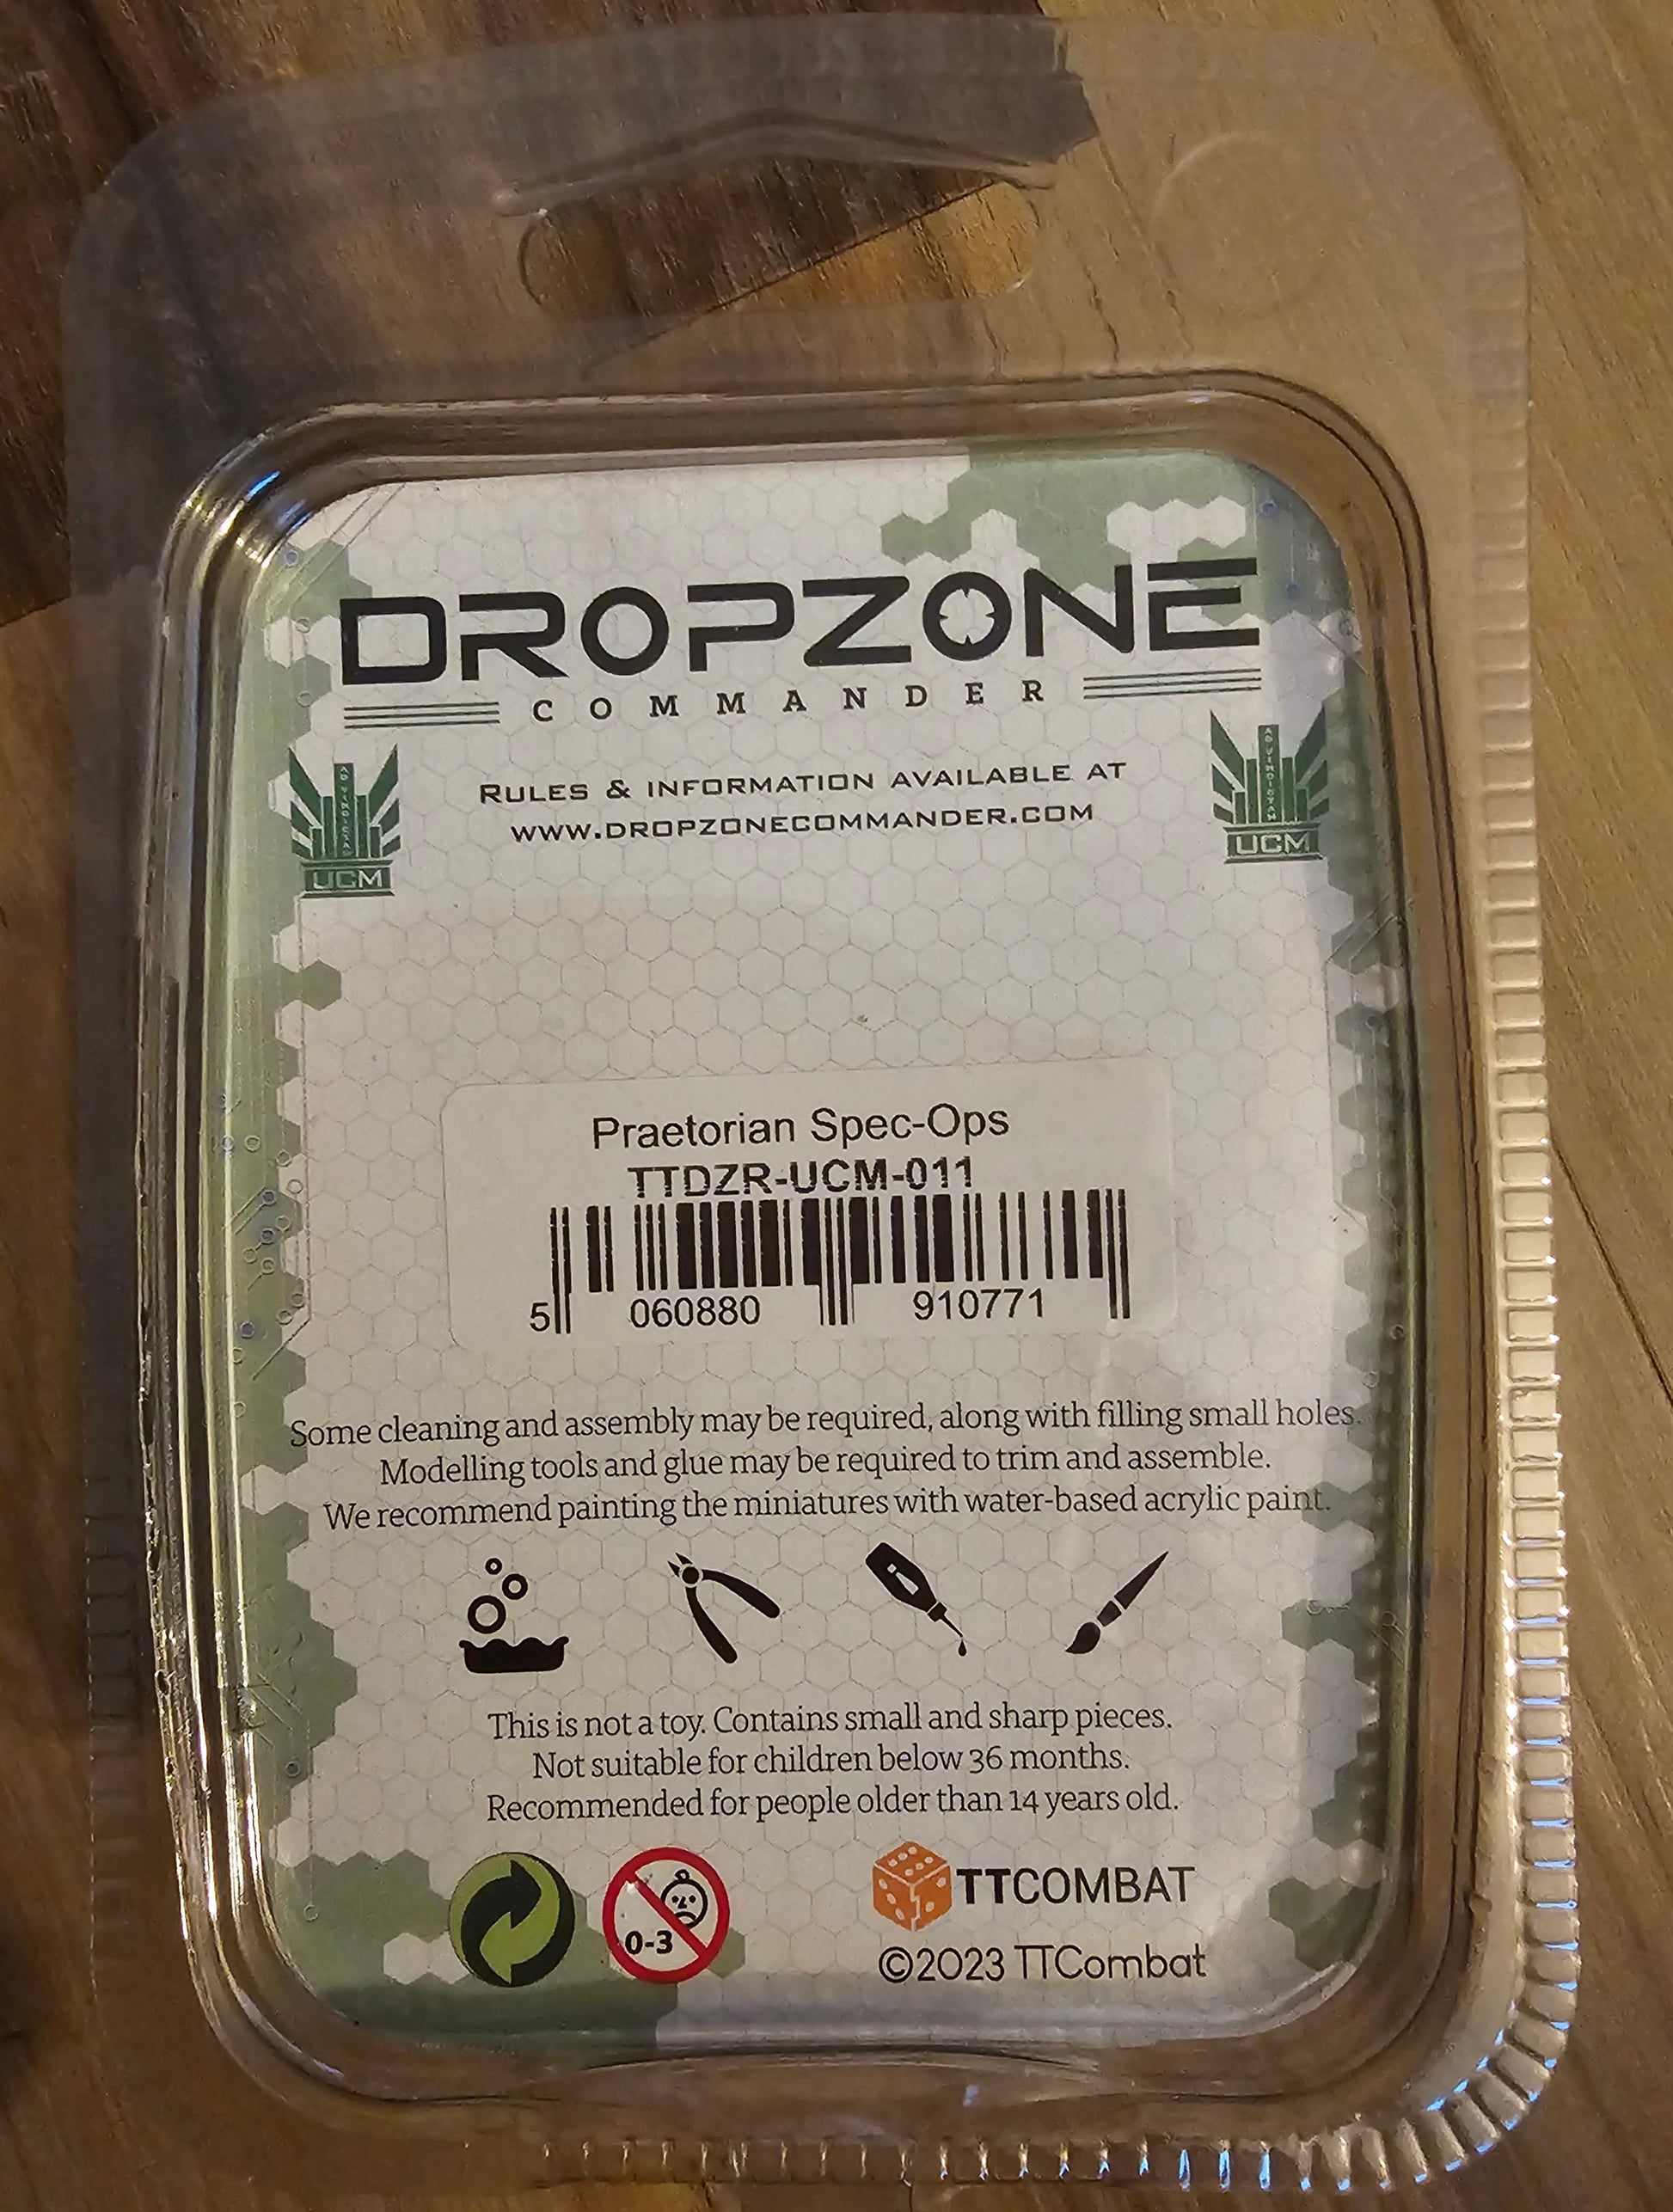 DROPZONE
COMMANDER
RULES & INFORMATION AVAILABLE AT
WWW.DROPZONECOMMANDER.COM
AD VINDICTAM
UCM
AD VINDICTAM
UCM
Praetorian Spec-Ops
TTDZR-UCM-011
5 060880 910771
Some cleaning and assembly may be required, along with filling small holes.
Modelling tools and glue may be required to trim and assemble.
We recommend painting the miniatures with water-based acrylic paint.
This is not a toy. Contains small and sharp pieces.
Not suitable for children below 36 months.
Recommended for people older than 14 years old.
0-3
TTCOMBAT
©2023 TTCombat